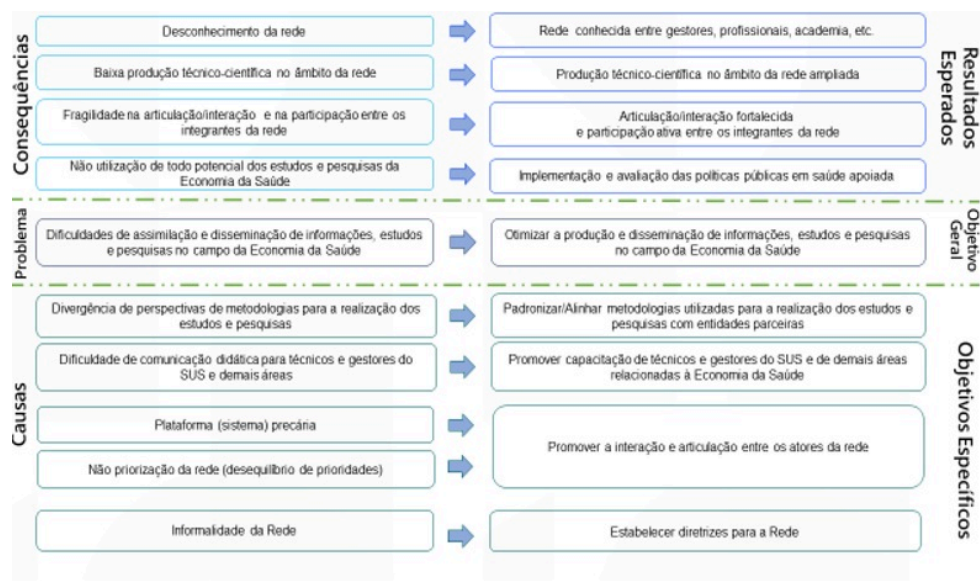 Consequências
Desconhecimento da rede
Rede conhecida entre gestores, profissionais, academia, etc.
Baixa produção técnico-científica no âmbito da rede
Produção técnico-científica no âmbito da rede ampliada
Fragilidade na articulação/interação e na participação entre os
integrantes da rede
Articulação/interação fortalecida
e participação ativa entre os integrantes da rede
Não utilização de todo potencial dos estudos e pesquisas da
Economia da Saúde
Implementação e avaliação das políticas públicas em saúde apoiada
Resultados
Esperados
Problema
Dificuldades de assimilação e disseminação de informações, estudos
e pesquisas no campo da Economia da Saúde
Otimizar a produção e disseminação de informações, estudos e pesquisas
no campo da Economia da Saúde
Objetivo
Geral
Causas
Divergência de perspectivas de metodologias para a realização dos
estudos e pesquisas
Padronizar/Alinhar metodologias utilizadas para a realização dos estudos e
pesquisas com entidades parceiras
Dificuldade de comunicação didática para técnicos e gestores do
SUS e demais áreas
Promover capacitação de técnicos e gestores do SUS e de demais áreas
relacionadas à Economia da Saúde
Plataforma (sistema) precária
Não priorização da rede (desequilíbrio de prioridades)
Promover a interação e articulação entre os atores da rede
Informalidade da Rede
Estabelecer diretrizes para a Rede
Objetivos Específicos